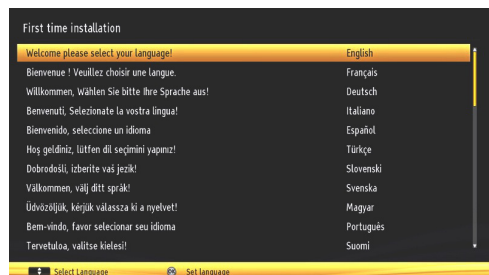 First time installation
Welcome please select your language! English
Bienvenue ! Veuillez choisir une langue. Français
Willkommen, Wählen Sie bitte Ihre Sprache aus! Deutsch
Benvenuti, Selezionate la vostra lingua! Italiano
Bienvenido, seleccione un idioma Español
Hoş geldiniz, lütfen dil seçimini yapınız! Türkçe
Dobrodošli, izberite vaš jezik! Slovenski
Välkommen, välj ditt språk! Svenska
Üdvözöljük, kérjük válassza ki a nyelvet! Magyar
Bem-vindo, favor selecionar seu idioma Português
Tervetuloa, valitse kielesi! Suomi
Select Language OK Set language